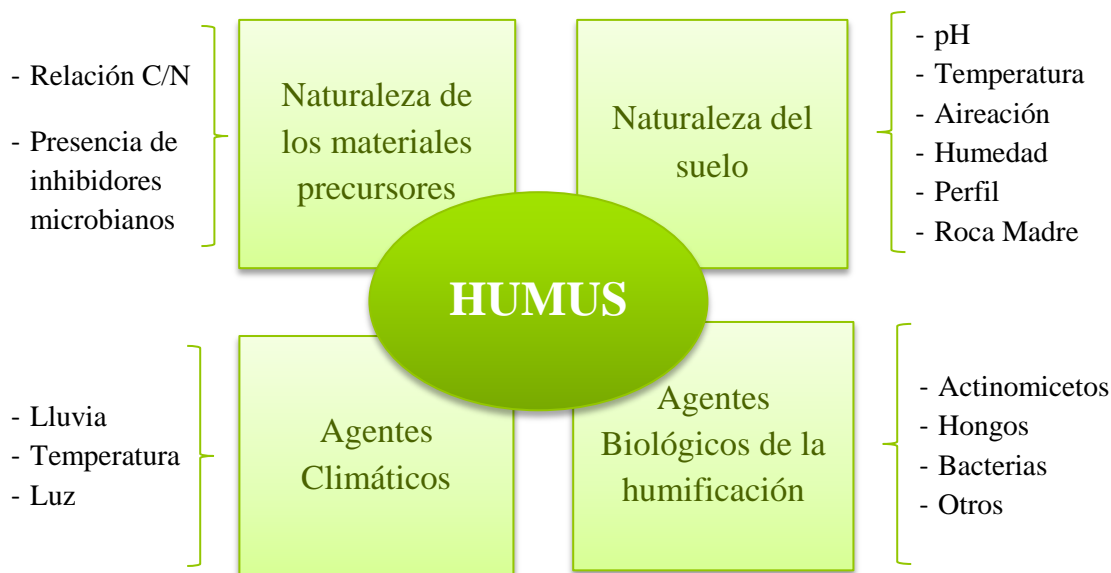 - Relación C/N
- Presencia de
inhibidores
microbianos
Naturaleza de
los materiales
precursores
Naturaleza del
suelo
- pH
- Temperatura
- Aireación
- Humedad
- Perfil
- Roca Madre
HUMUS
- Lluvia
- Temperatura
- Luz
Agentes
Climáticos
Agentes
Biológicos de la
humificación
- Actinomicetos
- Hongos
- Bacterias
- Otros